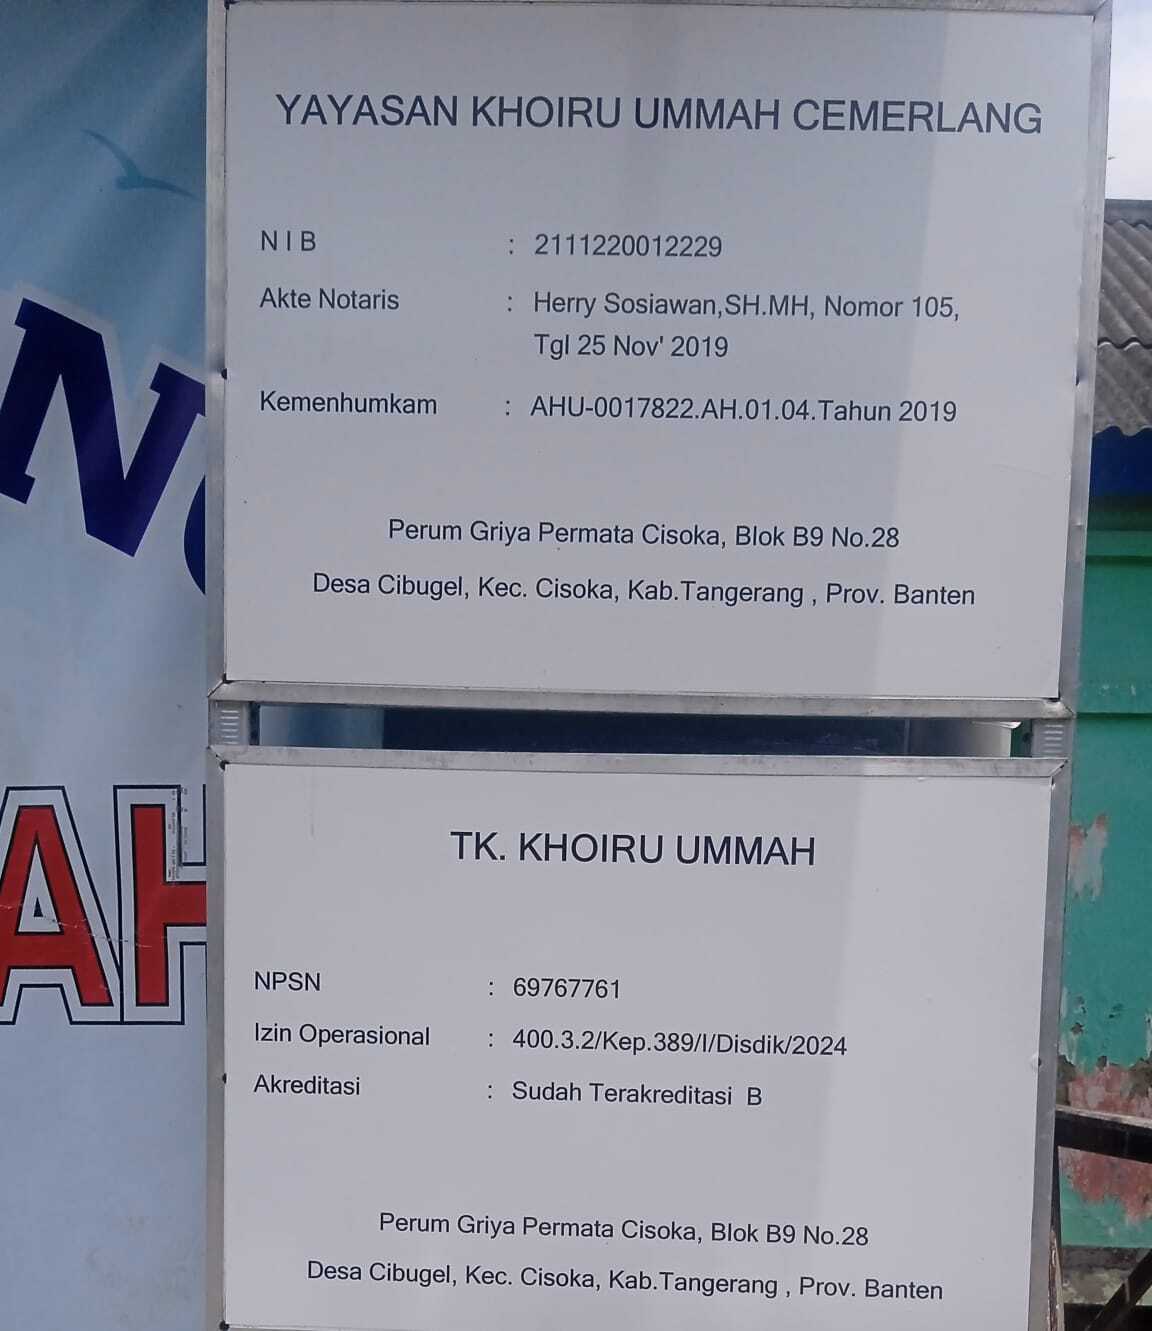 YAYASAN KHOIRU UMMAH CEMERLANG
N I B : 2111220012229
Akte Notaris : Herry Sosiawan,SH.MH, Nomor 105,
Tgl 25 Nov' 2019
Kemenhumkam : AHU-0017822.AH.01.04.Tahun 2019
Perum Griya Permata Cisoka, Blok B9 No.28
Desa Cibugel, Kec. Cisoka, Kab.Tangerang , Prov. Banten
TK. KHOIRU UMMAH
NPSN : 69767761
Izin Operasional : 400.3.2/Kep.389/I/Disdik/2024
Akreditasi : Sudah Terakreditasi B
Perum Griya Permata Cisoka, Blok B9 No.28
Desa Cibugel, Kec. Cisoka, Kab.Tangerang , Prov. Banten